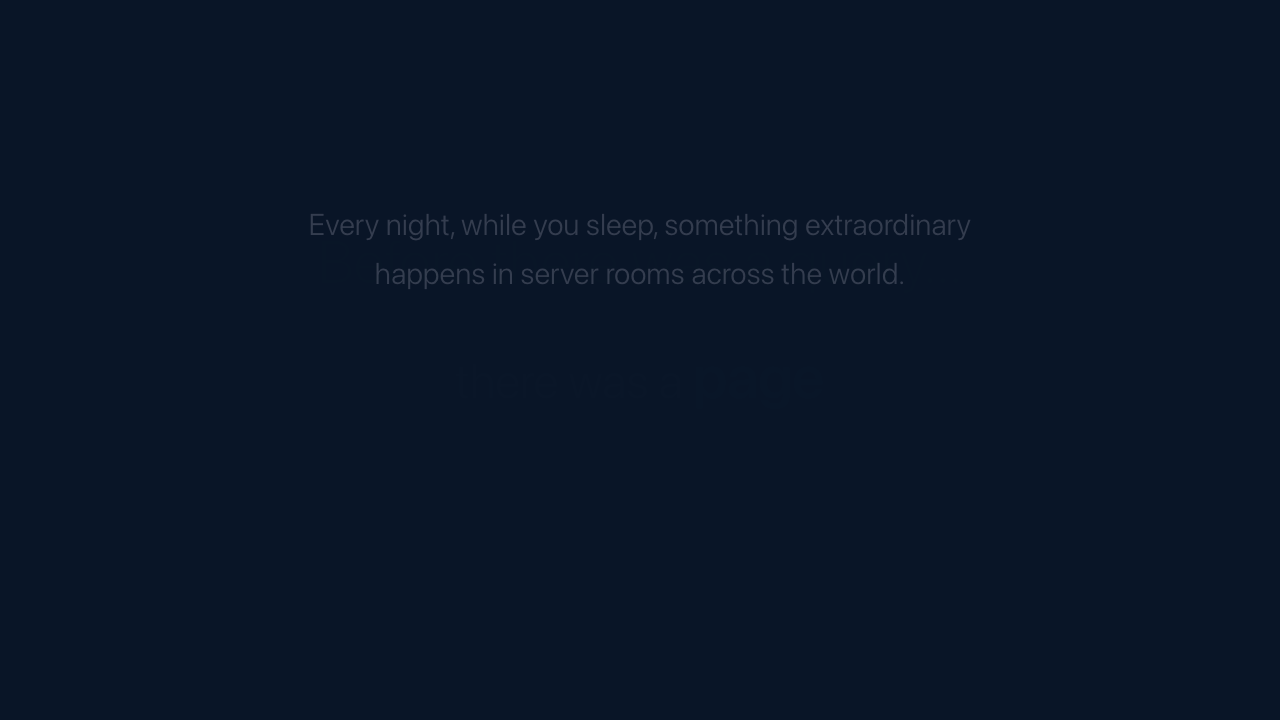 Every night, while you sleep, something extraordinary
happens in server rooms across the world.